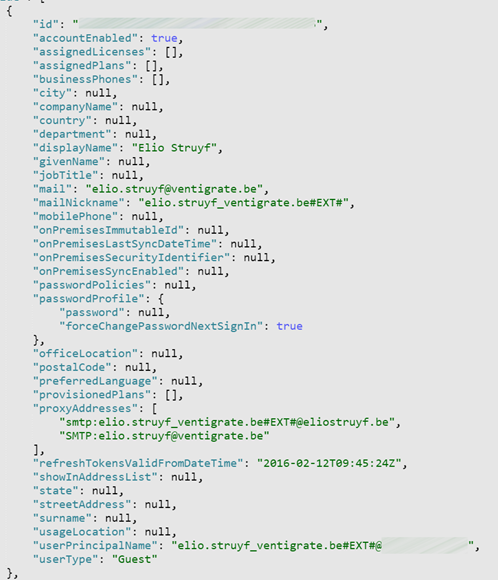 {
"id": "                    ",
"accountEnabled": true,
"assignedLicenses": [],
"assignedPlans": [],
"businessPhones": [],
"city": null,
"companyName": null,
"country": null,
"department": null,
"displayName": "Elio Struyf",
"givenName": null,
"jobTitle": null,
"mail": "elio.struyf@ventigrate.be",
"mailNickname": "elio.struyf_ventigrate.be#EXT#",
"mobilePhone": null,
"onPremisesImmutableId": null,
"onPremisesLastSyncDateTime": null,
"onPremisesSecurityIdentifier": null,
"onPremisesSyncEnabled": null,
"passwordPolicies": null,
"passwordProfile": {
"password": null,
"forceChangePasswordNextSignIn": true
},
"officeLocation": null,
"postalCode": null,
"preferredLanguage": null,
"provisionedPlans": [],
"proxyAddresses": [
"smtp:elio.struyf_ventigrate.be#EXT#@eliostruyf.be",
"SMTP:elio.struyf@ventigrate.be"
],
"refreshTokensValidFromDateTime": "2016-02-12T09:45:24Z",
"showInAddressList": null,
"state": null,
"streetAddress": null,
"surname": null,
"usageLocation": null,
"userPrincipalName": "elio.struyf_ventigrate.be#EXT#@          ",
"userType": "Guest"
},